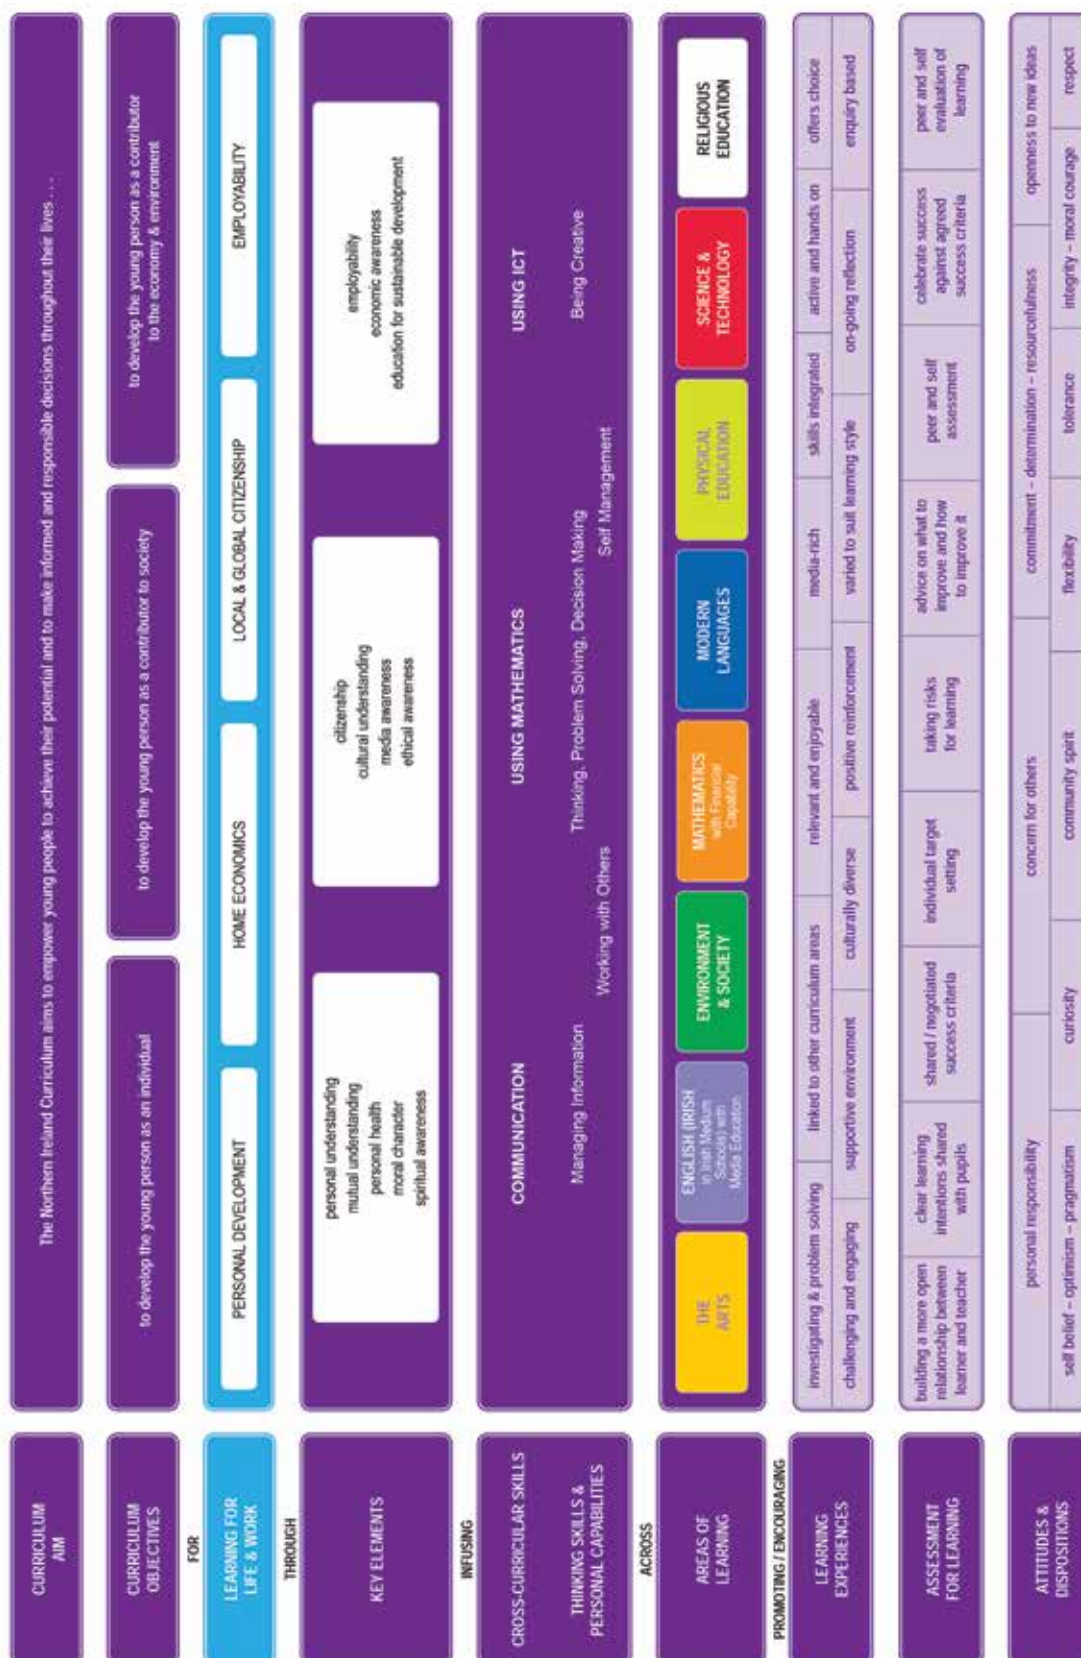 CURRICULUM
AIM
The Northern Ireland Curriculum aims to empower young people to achieve their potential and to make informed and responsible decisions throughout their lives . . .
CURRICULUM
OBJECTIVES
to develop the young person as an individual
to develop the young person as a contributor to society
to develop the young person as a contributor
to the economy & environment
FOR
LEARNING FOR
LIFE & WORK
PERSONAL DEVELOPMENT
HOME ECONOMICS
LOCAL & GLOBAL CITIZENSHIP
EMPLOYABILITY
THROUGH
KEY ELEMENTS
personal understanding
mutual understanding
personal health
moral character
spiritual awareness
citizenship
cultural understanding
media awareness
ethical awareness
employability
economic awareness
education for sustainable development
INFUSING
CROSS-CURRICULAR SKILLS
COMMUNICATION
USING MATHEMATICS
USING ICT
THINKING SKILLS &
PERSONAL CAPABILITIES
Managing Information
Thinking, Problem Solving, Decision Making
Being Creative
Working with Others
Self Management
ACROSS
AREAS OF
LEARNING
THE
ARTS
ENGLISH (IRISH
in Irish Medium
Schools) with
Media Education
ENVIRONMENT
& SOCIETY
MATHEMATICS
with Financial
Capability
MODERN
LANGUAGES
PHYSICAL
EDUCATION
SCIENCE &
TECHNOLOGY
RELIGIOUS
EDUCATION
PROMOTING / ENCOURAGING
LEARNING
EXPERIENCES
investigating & problem solving
linked to other curriculum areas
relevant and enjoyable
media-rich
skills integrated
active and hands on
offers choice
challenging and engaging
supportive environment
culturally diverse
positive reinforcement
varied to suit learning style
on-going reflection
enquiry based
ASSESSMENT
FOR LEARNING
building a more open
relationship between
learner and teacher
clear learning
intentions shared
with pupils
shared / negotiated
success criteria
individual target
setting
taking risks
for learning
advice on what to
improve and how
to improve it
peer and self
assessment
celebrate success
against agreed
success criteria
peer and self
evaluation of
learning
ATTITUDES &
DISPOSITIONS
personal responsibility
concern for others
commitment – determination – resourcefulness
openness to new ideas
self belief – optimism – pragmatism
curiosity
community spirit
flexibility
tolerance
integrity – moral courage
respect